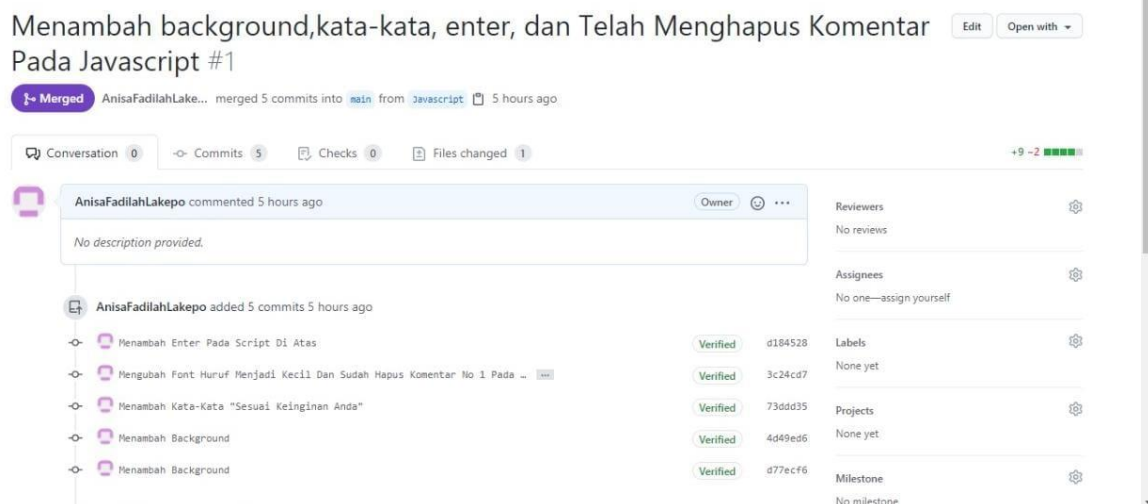 Menambah background,kata-kata, enter, dan Telah Menghapus Komentar
Pada Javascript #1
Edit
Open with
Merged AnisaFadilahLake... merged 5 commits into main from Javascript 5 hours ago
Conversation 0 Commits 5 Checks 0 Files changed 1 +9 −2
AnisaFadilahLakepo commented 5 hours ago Owner ...
No description provided.
AnisaFadilahLakepo added 5 commits 5 hours ago
Menambah Enter Pada Script Di Atas Verified d184528
Mengubah Font Huruf Menjadi Kecil Dan Sudah Hapus Komentar No 1 Pada … ... Verified 3c24cd7
Menambah Kata-Kata "Sesuai Keinginan Anda" Verified 73ddd35
Menambah Background Verified 4d49ed6
Menambah Background Verified d77ecf6
Reviewers
No reviews
Assignees
No one—assign yourself
Labels
None yet
Projects
None yet
Milestone
No milestone